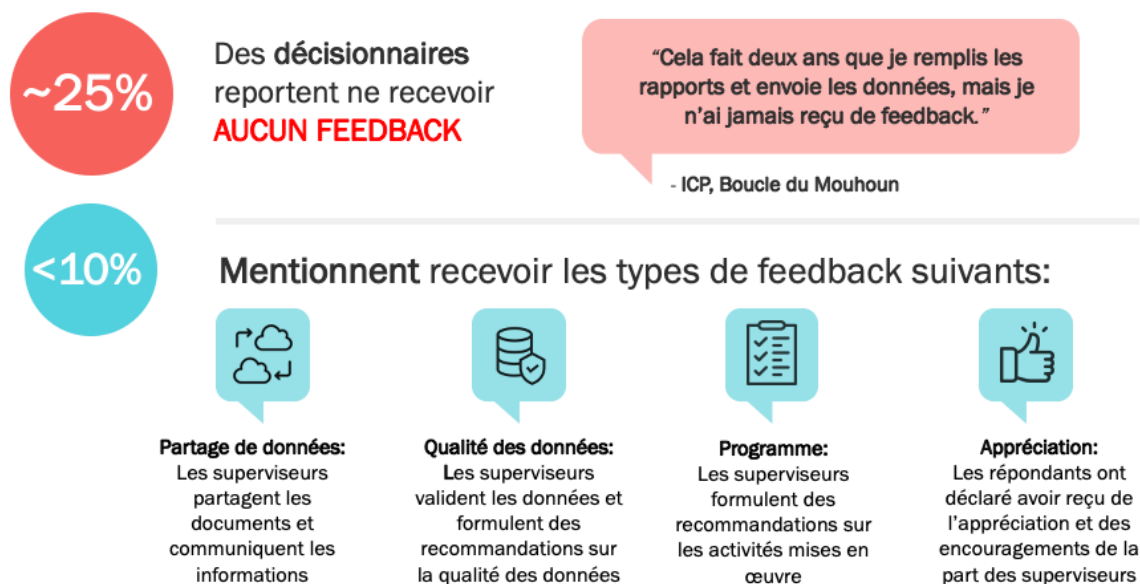 ~25%
Des décisionnaires
reportent ne recevoir
AUCUN FEEDBACK
“Cela fait deux ans que je remplis les
rapports et envoie les données, mais je
n’ai jamais reçu de feedback.”
- ICP, Boucle du Mouhoun
<10%
Mentionnent recevoir les types de feedback suivants:
Partage de données:
Les superviseurs
partagent les
documents et
communiquent les
informations
Qualité des données:
Les superviseurs
valident les données et
formulent des
recommandations sur
la qualité des données
Programme:
Les superviseurs
formulent des
recommandations sur
les activités mises en
œuvre
Appréciation:
Les répondants ont
déclaré avoir reçu de
l’appréciation et des
encouragements de la
part des superviseurs